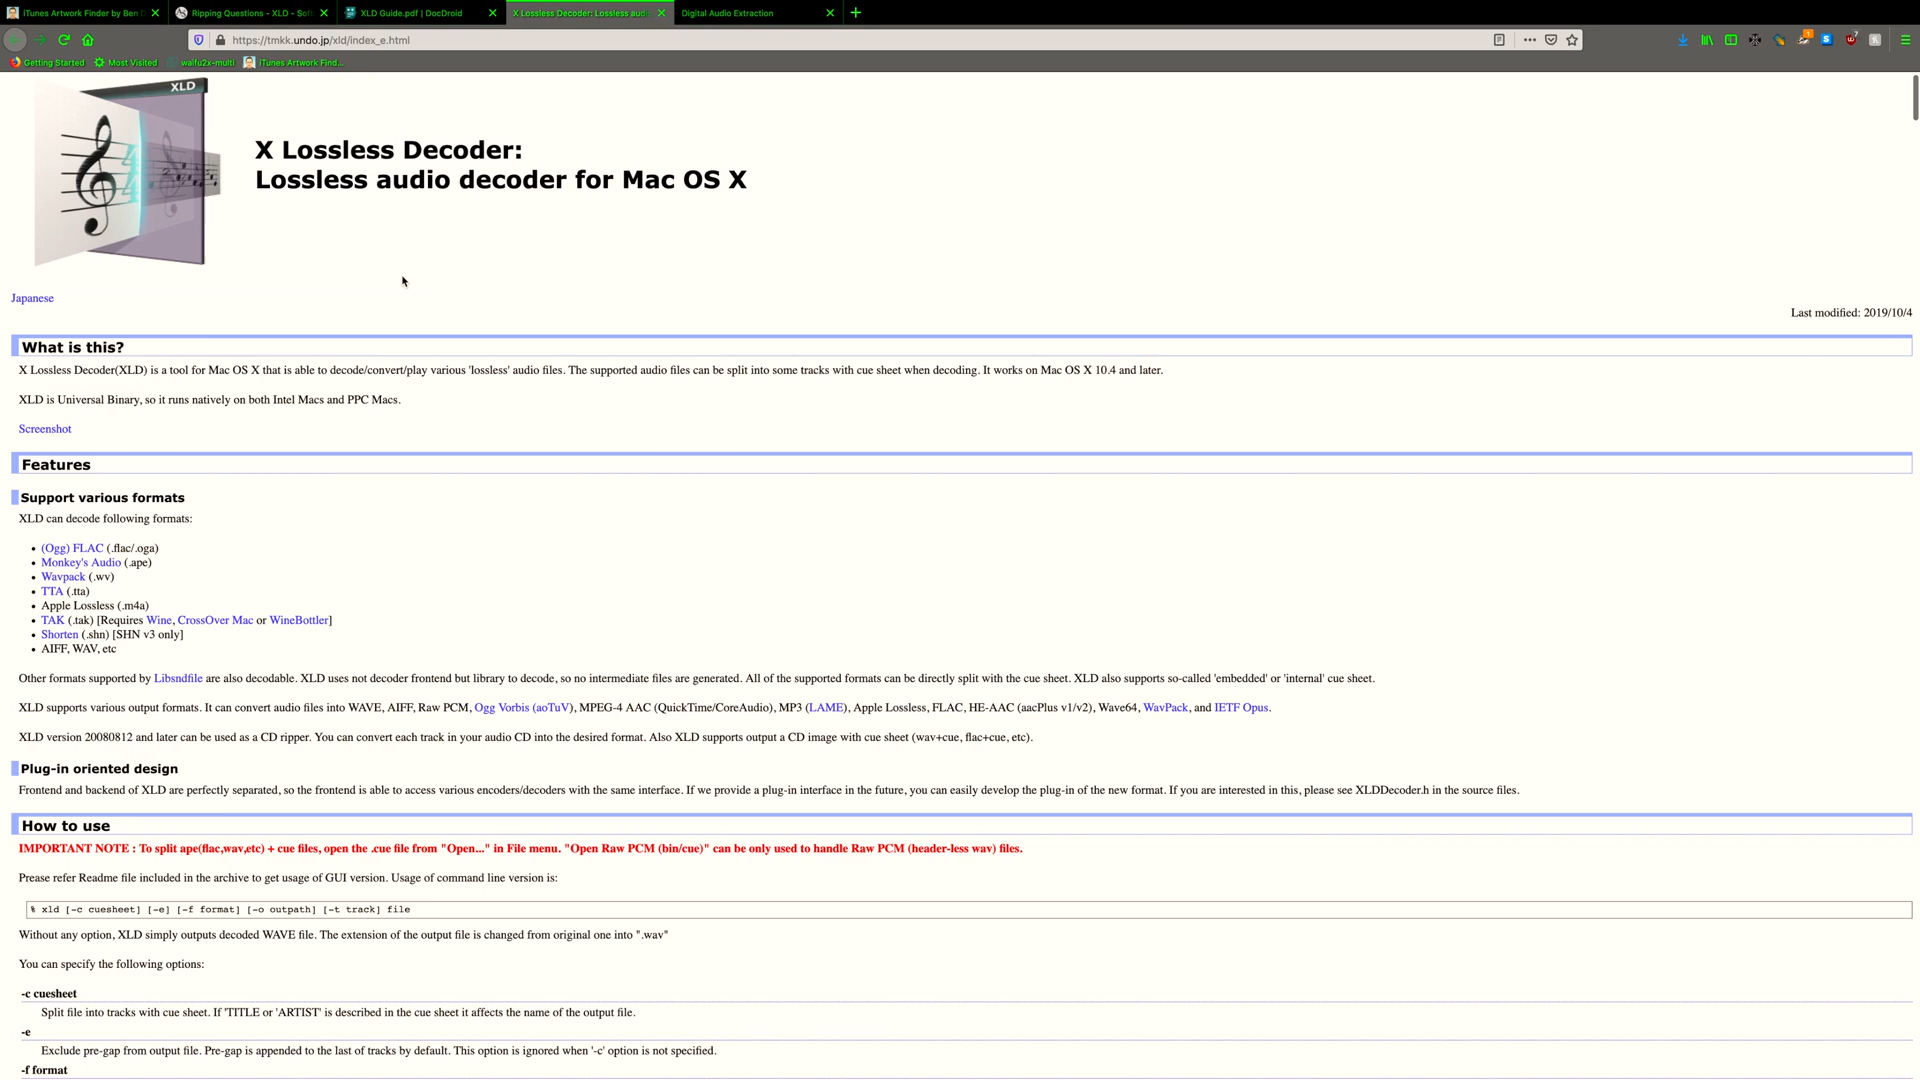 iTunes Artwork Finder by Ben D
Ripping Questions - XLD - Soft
XLD Guide.pdf | DocDroid
X Lossless Decoder: Lossless aud
Digital Audio Extraction
https://tmkk.undo.jp/xld/index_e.html
Getting Started
Most Visited
waifu2x-multi
iTunes Artwork Find...
XLD
X Lossless Decoder:
Lossless audio decoder for Mac OS X
Japanese
Last modified: 2019/10/4
What is this?
X Lossless Decoder(XLD) is a tool for Mac OS X that is able to decode/convert/play various 'lossless' audio files. The supported audio files can be split into some tracks with cue sheet when decoding. It works on Mac OS X 10.4 and later.
XLD is Universal Binary, so it runs natively on both Intel Macs and PPC Macs.
Screenshot
Features
Support various formats
XLD can decode following formats:
• (Ogg) FLAC (.flac/.oga)
• Monkey's Audio (.ape)
• Wavpack (.wv)
• TTA (.tta)
• Apple Lossless (.m4a)
• TAK (.tak) [Requires Wine, CrossOver Mac or WineBottler]
• Shorten (.shn) [SHN v3 only]
• AIFF, WAV, etc
Other formats supported by Libsndfile are also decodable. XLD uses not decoder frontend but library to decode, so no intermediate files are generated. All of the supported formats can be directly split with the cue sheet. XLD also supports so-called 'embedded' or 'internal' cue sheet.
XLD supports various output formats. It can convert audio files into WAVE, AIFF, Raw PCM, Ogg Vorbis (aoTuV), MPEG-4 AAC (QuickTime/CoreAudio), MP3 (LAME), Apple Lossless, FLAC, HE-AAC (aacPlus v1/v2), Wave64, WavPack, and IETF Opus.
XLD version 20080812 and later can be used as a CD ripper. You can convert each track in your audio CD into the desired format. Also XLD supports output a CD image with cue sheet (wav+cue, flac+cue, etc).
Plug-in oriented design
Frontend and backend of XLD are perfectly separated, so the frontend is able to access various encoders/decoders with the same interface. If we provide a plug-in interface in the future, you can easily develop the plug-in of the new format. If you are interested in this, please see XLDDecoder.h in the source files.
How to use
IMPORTANT NOTE : To split ape(flac,wav,etc) + cue files, open the .cue file from "Open..." in File menu. "Open Raw PCM (bin/cue)" can be only used to handle Raw PCM (header-less wav) files.
Prease refer Readme file included in the archive to get usage of GUI version. Usage of command line version is:
% xld [-c cuesheet] [-e] [-f format] [-o outpath] [-t track] file
Without any option, XLD simply outputs decoded WAVE file. The extension of the output file is changed from original one into ".wav"
You can specify the following options:
-c cuesheet
Split file into tracks with cue sheet. If 'TITLE or 'ARTIST' is described in the cue sheet it affects the name of the output file.
-e
Exclude pre-gap from output file. Pre-gap is appended to the last of tracks by default. This option is ignored when '-c' option is not specified.
-f format